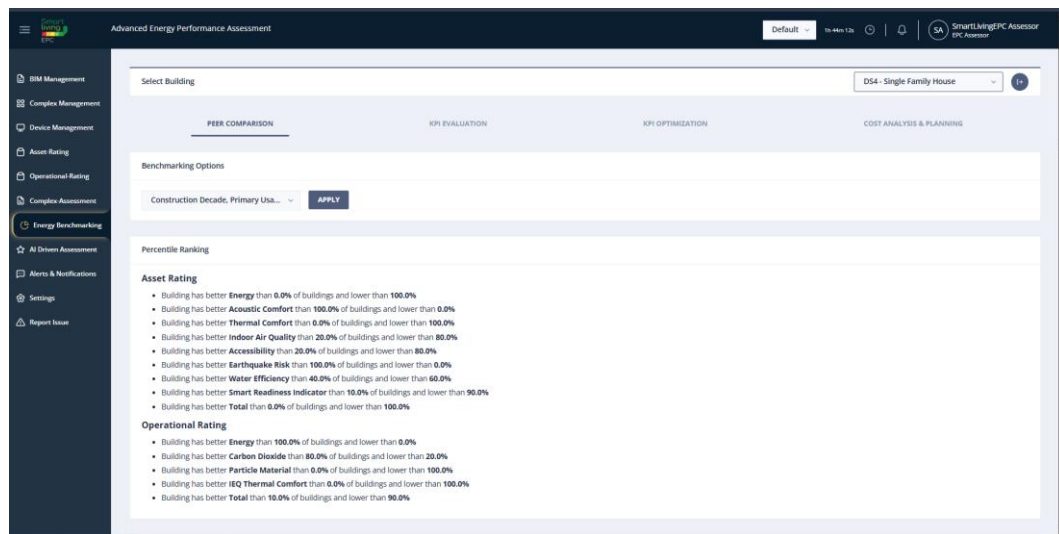 Smart living EPC
Advanced Energy Performance Assessment
Default
1h 44m 12s
SA
SmartLivingEPC Assessor
EPC Assessor
BIM Management
Complex Management
Device Management
Asset-Rating
Operational-Rating
Complex-Assessment
Energy Benchmarking
AI Driven Assessment
Alerts & Notifications
Settings
Report Issue
Select Building
DS4 - Single Family House
PEER COMPARISON
KPI EVALUATION
KPI OPTIMIZATION
COST ANALYSIS & PLANNING
Benchmarking Options
Construction Decade, Primary Usa...
APPLY
Percentile Ranking
Asset Rating
• Building has better Energy than 0.0% of buildings and lower than 100.0%
• Building has better Acoustic Comfort than 100.0% of buildings and lower than 0.0%
• Building has better Thermal Comfort than 0.0% of buildings and lower than 100.0%
• Building has better Indoor Air Quality than 20.0% of buildings and lower than 80.0%
• Building has better Accessibility than 20.0% of buildings and lower than 80.0%
• Building has better Earthquake Risk than 100.0% of buildings and lower than 0.0%
• Building has better Water Efficiency than 40.0% of buildings and lower than 60.0%
• Building has better Smart Readiness Indicator than 10.0% of buildings and lower than 90.0%
• Building has better Total than 0.0% of buildings and lower than 100.0%
Operational Rating
• Building has better Energy than 100.0% of buildings and lower than 0.0%
• Building has better Carbon Dioxide than 80.0% of buildings and lower than 20.0%
• Building has better Particle Material than 0.0% of buildings and lower than 100.0%
• Building has better IEQ Thermal Comfort than 0.0% of buildings and lower than 100.0%
• Building has better Total than 10.0% of buildings and lower than 90.0%